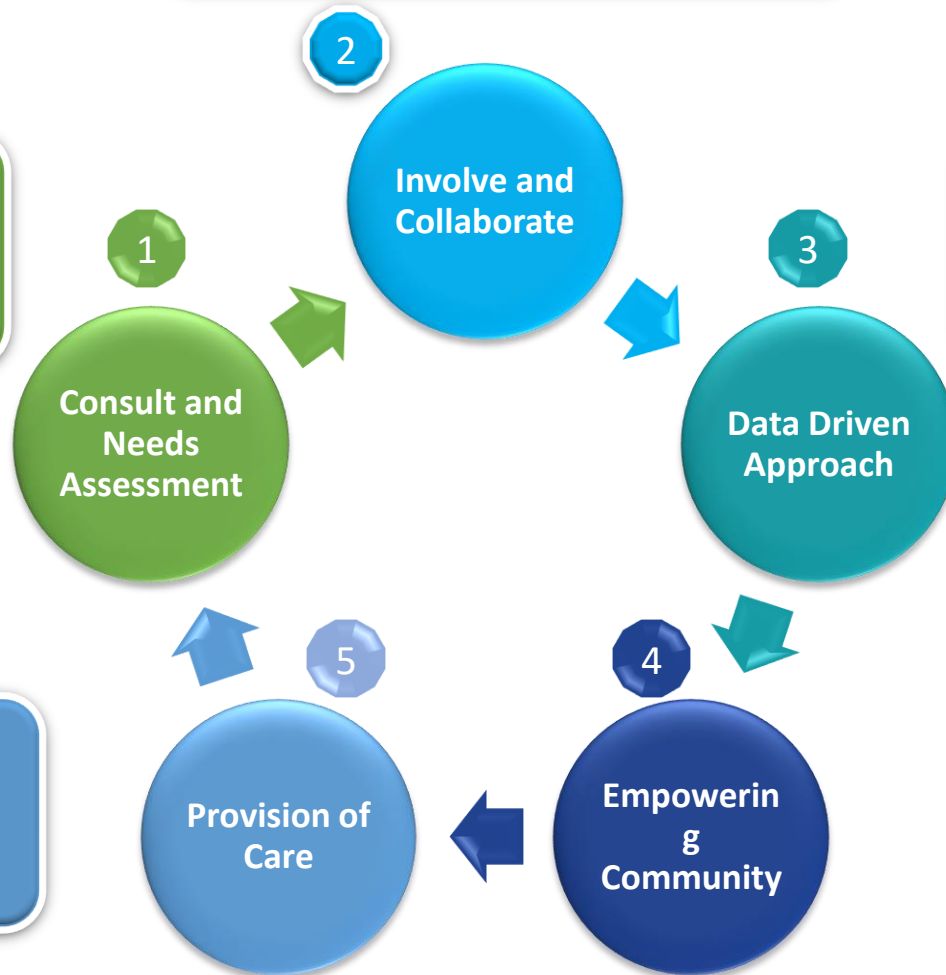 1
Consult and
Needs
Assessment
2
Involve and
Collaborate
3
Data Driven
Approach
4
Empowerin
g
Community
5
Provision of
Care